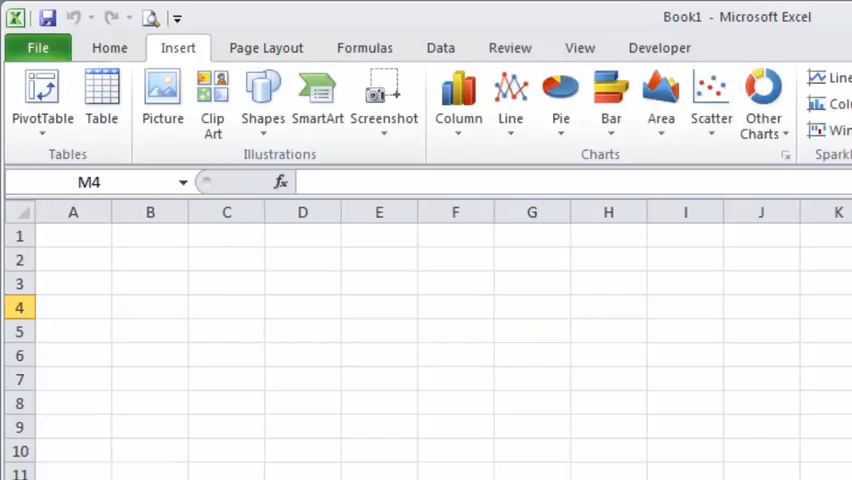 Book1 - Microsoft Excel
File Home Insert Page Layout Formulas Data Review View Developer
PivotTable Table Picture Clip Art Shapes SmartArt Screenshot Column Line Pie Bar Area Scatter Other Charts Line
Tables Illustrations Charts
M4 fx
A B C D E F G H I J K
1
2
3
4
5
6
7
8
9
10
11